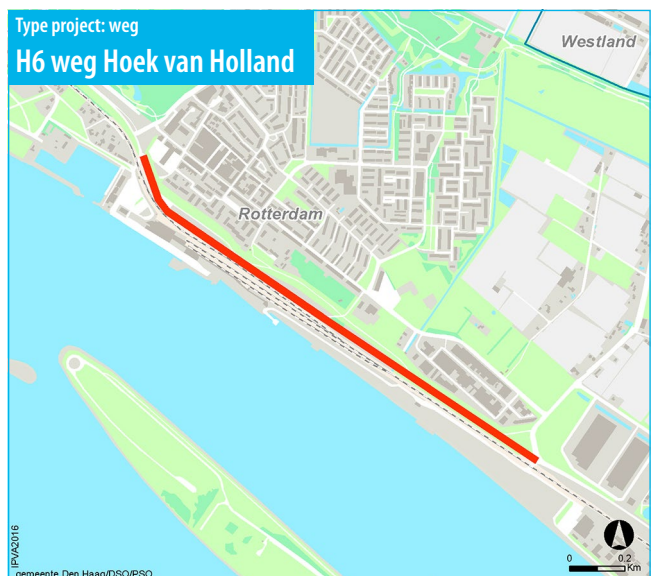 Type project: weg
H6 weg Hoek van Holland
Westland
Rotterdam
IPVA2016
gemeente Den Haag/DSO/PSO
0 0.2
Km